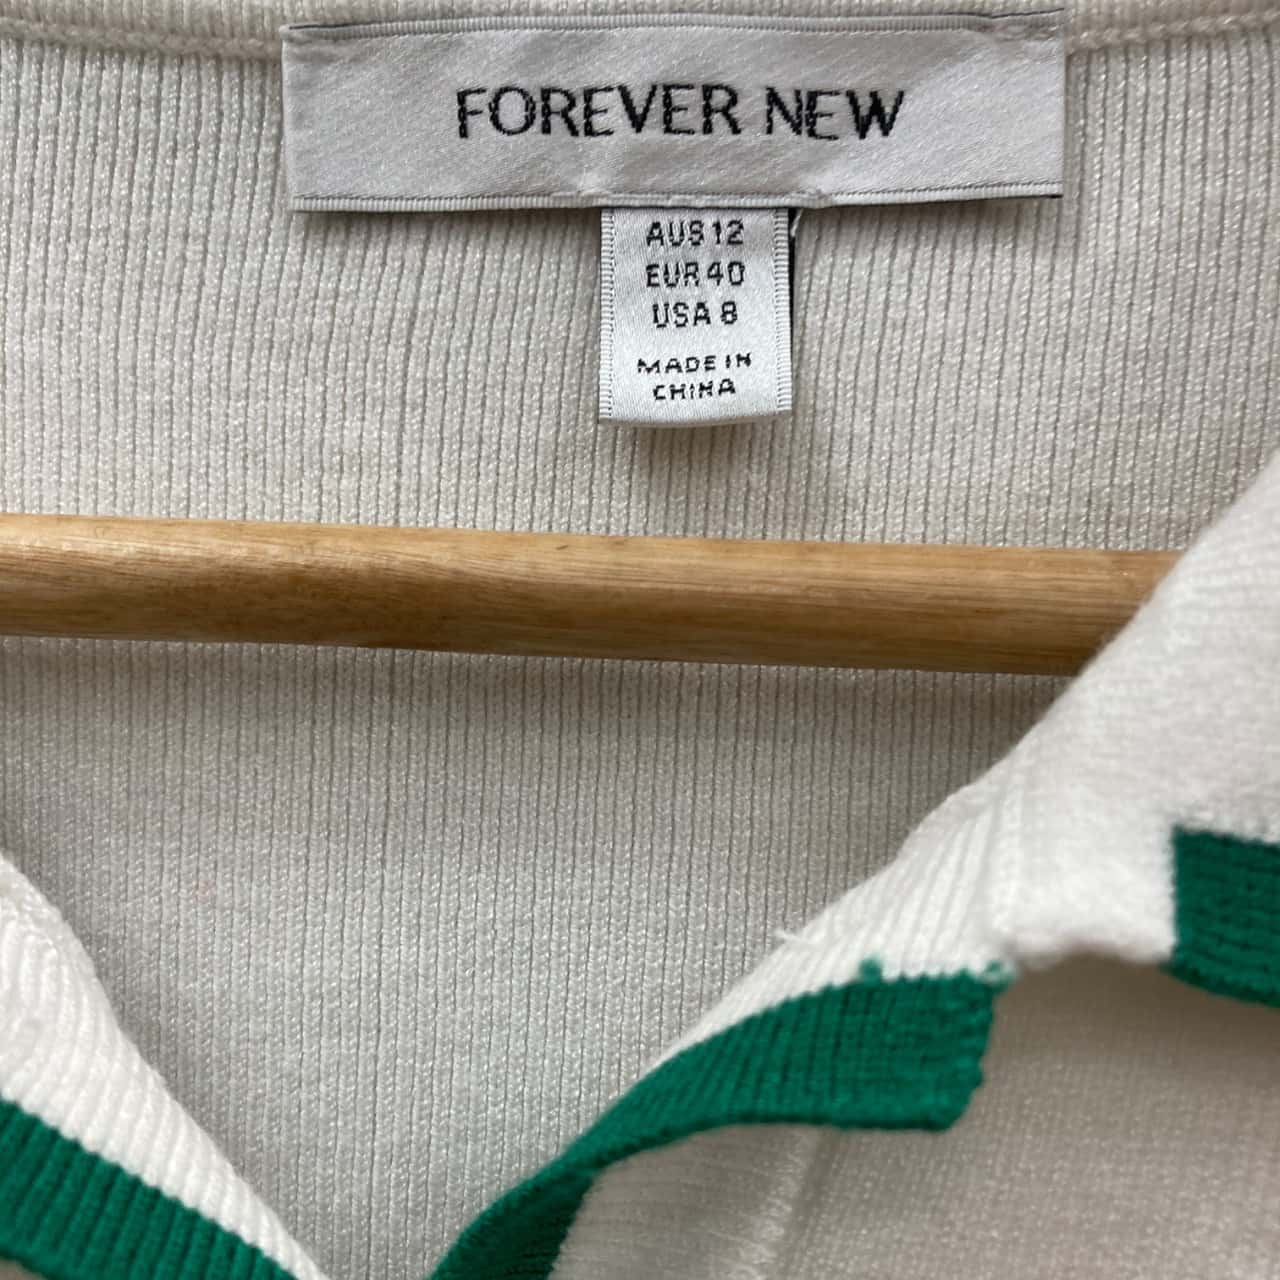 FOREVER NEW
AUS 12
EUR 40
USA 8
MADE IN
CHINA